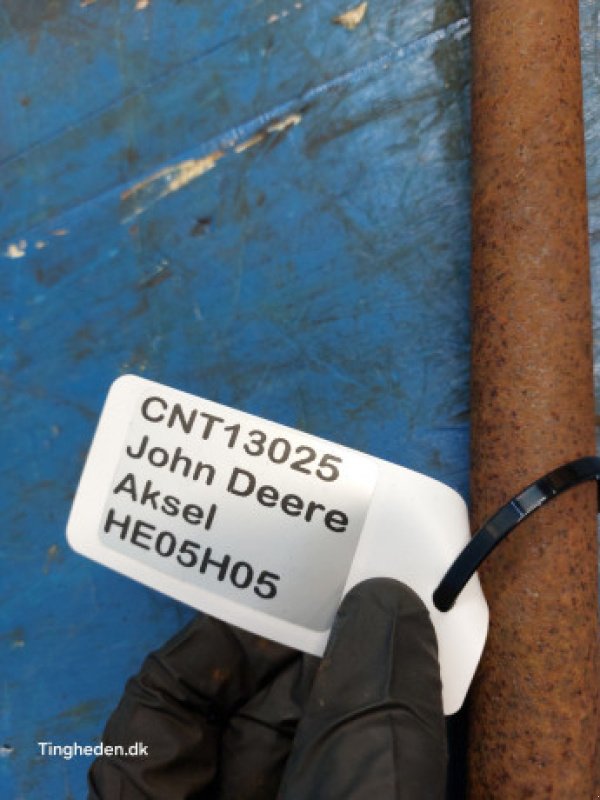 CNT13025
John Deere
Aksel
HE05H05
Tingheden.dk